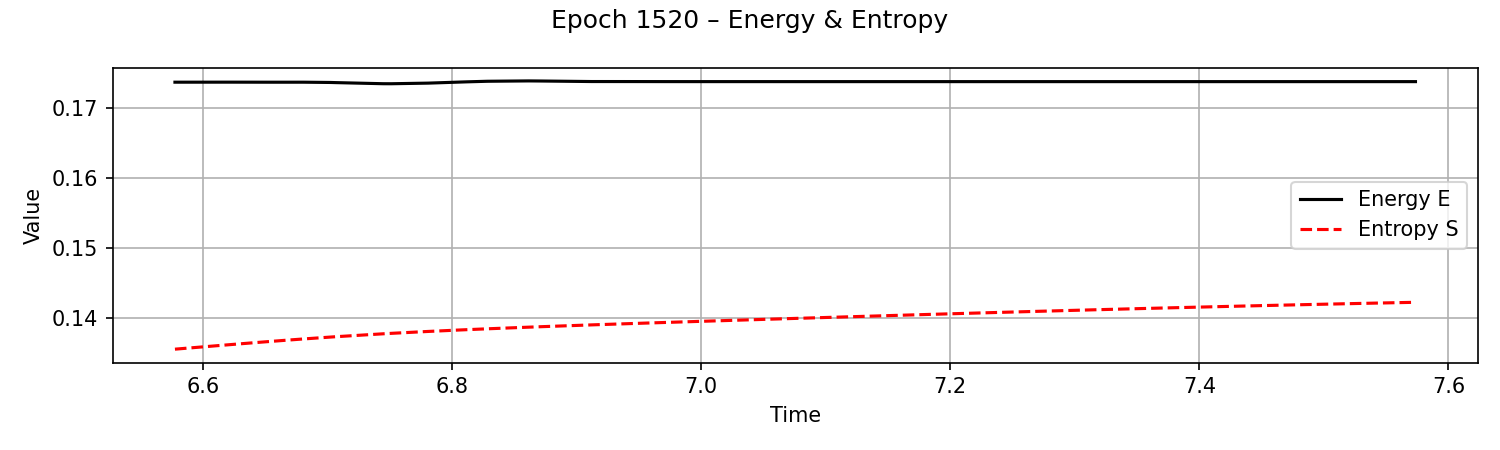 Epoch 1520 – Energy & Entropy
0.17
0.16
0.15
0.14
Value
Energy E
Entropy S
6.6 6.8 7.0 7.2 7.4 7.6
Time